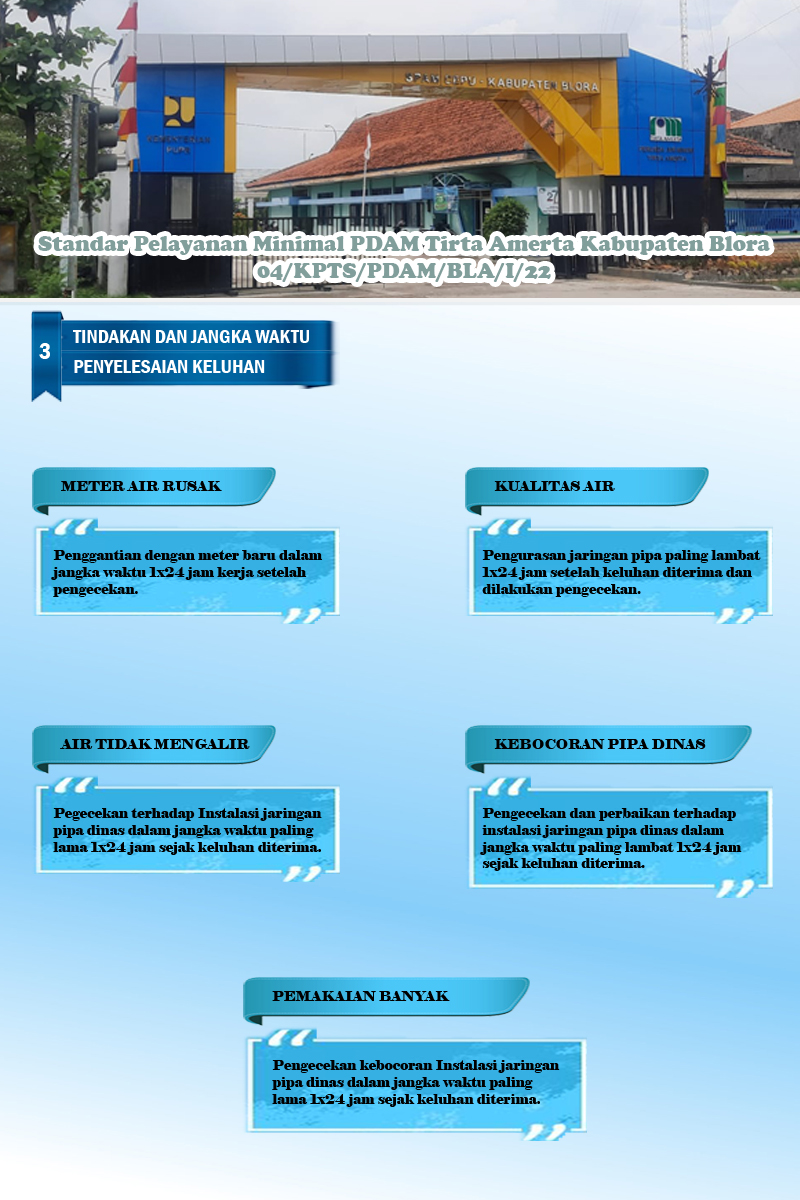 SPAM CEPU - KABUPATEN BLORA
KEMENTERIAN
PUPR
Standar Pelayanan Minimal PDAM Tirta Amerta Kabupaten Blora
04/KPTS/PDAM/BLA/I/22
3
TINDAKAN DAN JANGKA WAKTU
PENYELESAIAN KELUHAN
METER AIR RUSAK
Penggantian dengan meter baru dalam
jangka waktu 1x24 jam kerja setelah
pengecekan.
KUALITAS AIR
Pengurasan jaringan pipa paling lambat
1x24 jam setelah keluhan diterima dan
dilakukan pengecekan.
AIR TIDAK MENGALIR
Pegecekan terhadap Instalasi jaringan
pipa dinas dalam jangka waktu paling
lama 1x24 jam sejak keluhan diterima.
KEBOCORAN PIPA DINAS
Pengecekan dan perbaikan terhadap
instalasi jaringan pipa dinas dalam
jangka waktu paling lambat 1x24 jam
sejak keluhan diterima.
PEMAKAIAN BANYAK
Pengecekan kebocoran Instalasi jaringan
pipa dinas dalam jangka waktu paling
lama 1x24 jam sejak keluhan diterima.